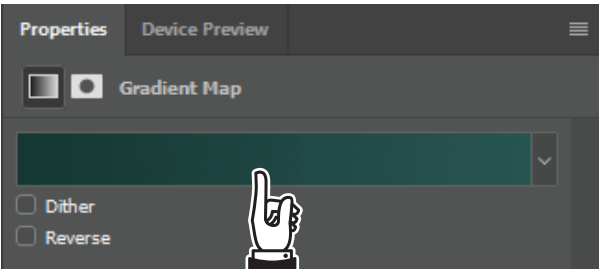 Properties
Device Preview
Gradient Map
Dither
Reverse